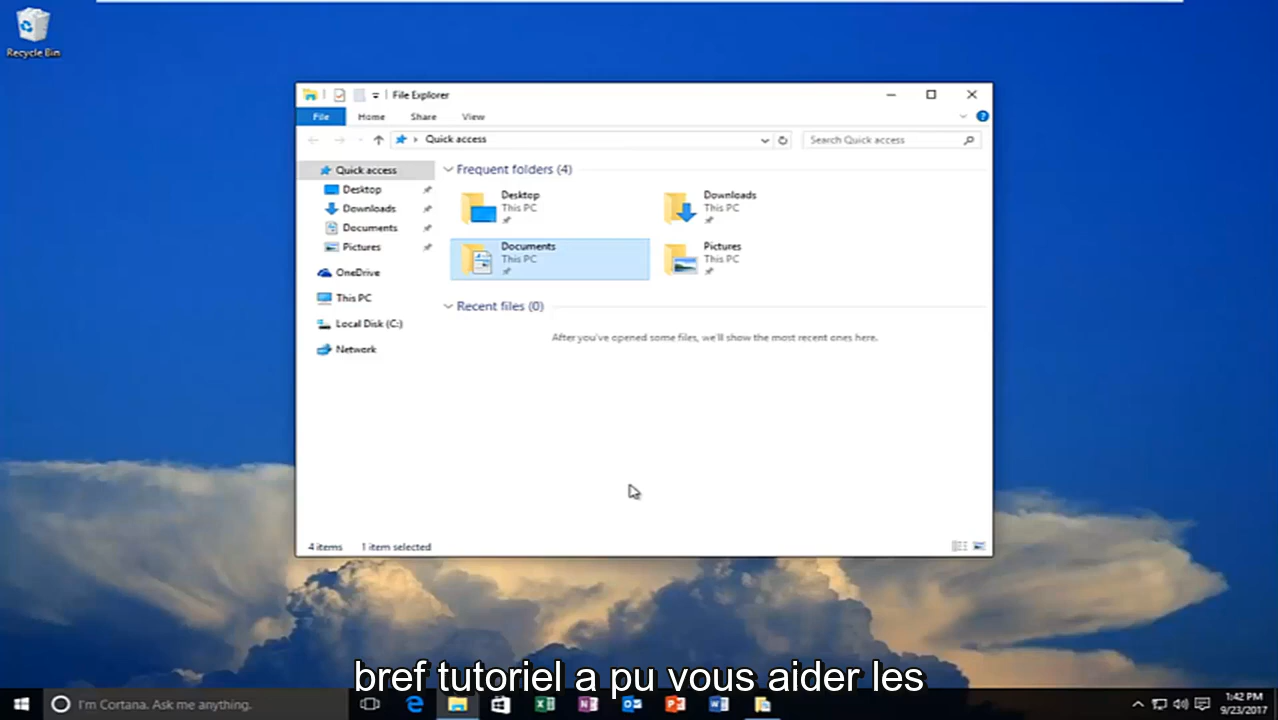 Recycle Bin
File Explorer
File Home Share View
Quick access
Search Quick access
Quick access
Desktop
Downloads
Documents
Pictures
OneDrive
This PC
Local Disk (C:)
Network
Frequent folders (4)
Desktop
This PC
Downloads
This PC
Documents
This PC
Pictures
This PC
Recent files (0)
After you've opened some files, we'll show the most recent ones here.
4 items 1 item selected
bref tutoriel a pu vous aider les
I'm Cortana. Ask me anything.
1:42 PM
9/23/2017